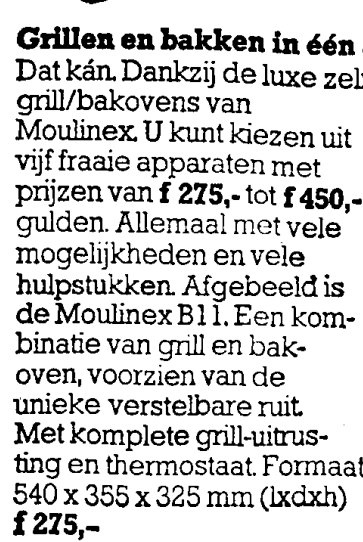 Grillen en bakken in één
Dat kán. Dankzij de luxe zel
grill/bakovens van
Moulinex. U kunt kiezen uit
vijf fraaie apparaten met
prijzen van f 275,- tot f 450,-
gulden. Allemaal met vele
mogelijkheden en vele
hulpstukken. Afgebeeld is
de Moulinex B11. Een kom-
binatie van grill en bak-
oven, voorzien van de
unieke verstelbare ruit.
Met komplete grill-uitrus-
ting en thermostaat. Formaat
540 x 355 x 325 mm (lxdxh)
f 275,-